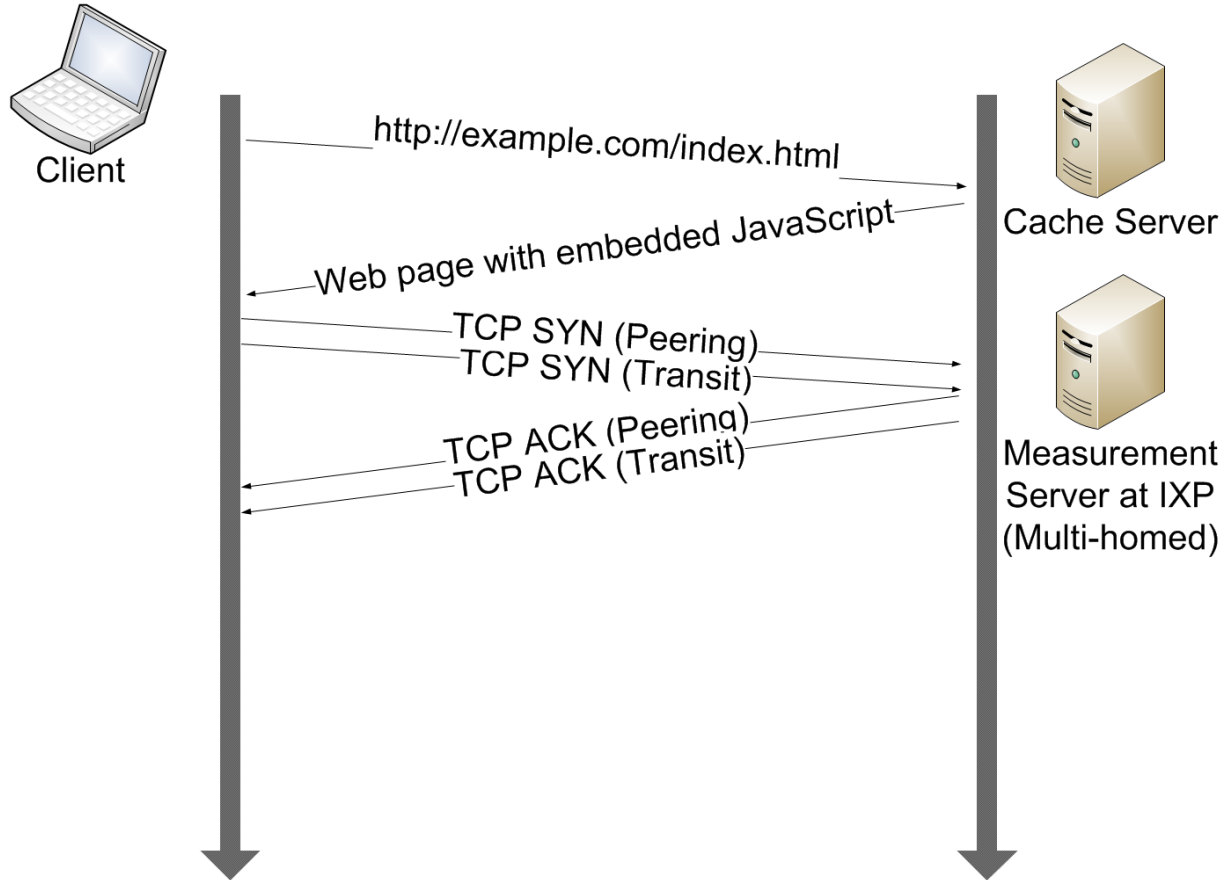 Client
http://example.com/index.html
Cache Server
Web page with embedded JavaScript
TCP SYN (Peering)
TCP SYN (Transit)
TCP ACK (Peering)
TCP ACK (Transit)
Measurement
Server at IXP
(Multi-homed)